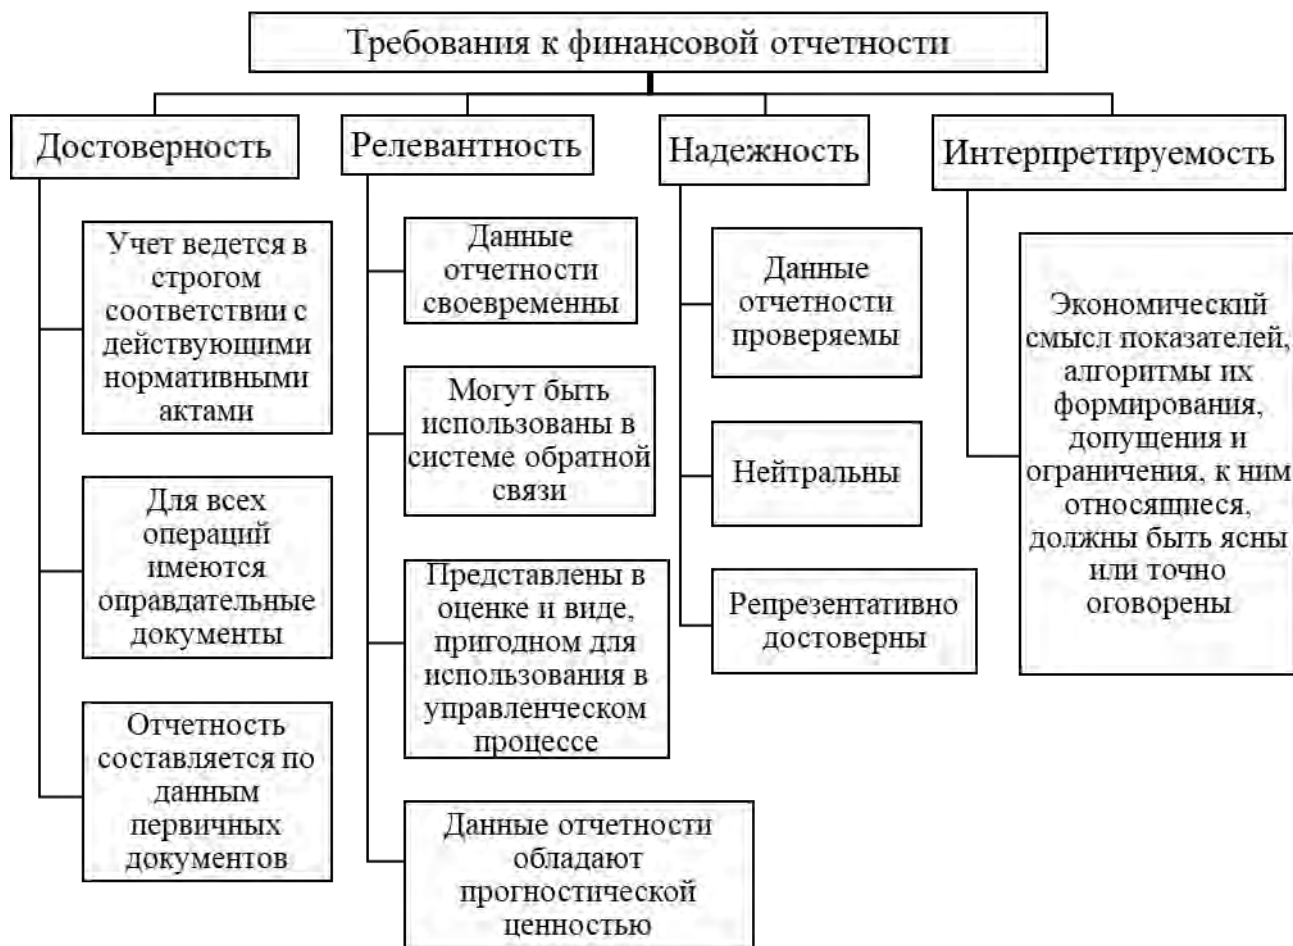 Требования к финансовой отчетности
Достоверность
Учет ведется в
строгом
соответствии с
действующими
нормативными
актами
Для всех
операций
имеются
оправдательные
документы
Отчетность
составляется по
данным
первичных
документов
Релевантность
Данные
отчетности
своевременны
Могут быть
использованы в
системе обратной
связи
Представлены в
оценке и виде,
пригодном для
использования в
управленческом
процессе
Данные отчетности
обладают
прогностической
ценностью
Надежность
Данные
отчетности
проверяемы
Нейтральны
Репрезентативно
достоверны
Интерпретируемость
Экономический
смысл показателей,
алгоритмы их
формирования,
допущения и
ограничения, к ним
относящиеся,
должны быть ясны
или точно
оговорены